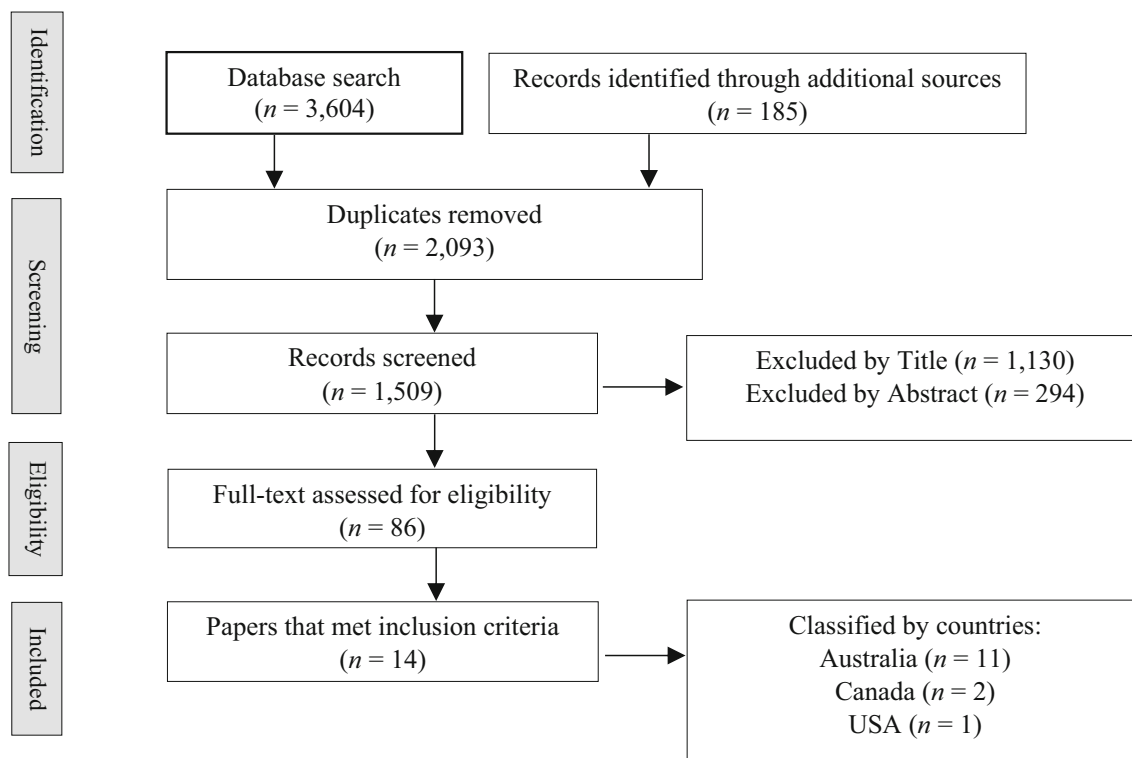 Identification
Database search
(n = 3,604)
Records identified through additional sources
(n = 185)
Screening
Duplicates removed
(n = 2,093)
Records screened
(n = 1,509)
Excluded by Title (n = 1,130)
Excluded by Abstract (n = 294)
Eligibility
Full-text assessed for eligibility
(n = 86)
Included
Papers that met inclusion criteria
(n = 14)
Classified by countries:
Australia (n = 11)
Canada (n = 2)
USA (n = 1)